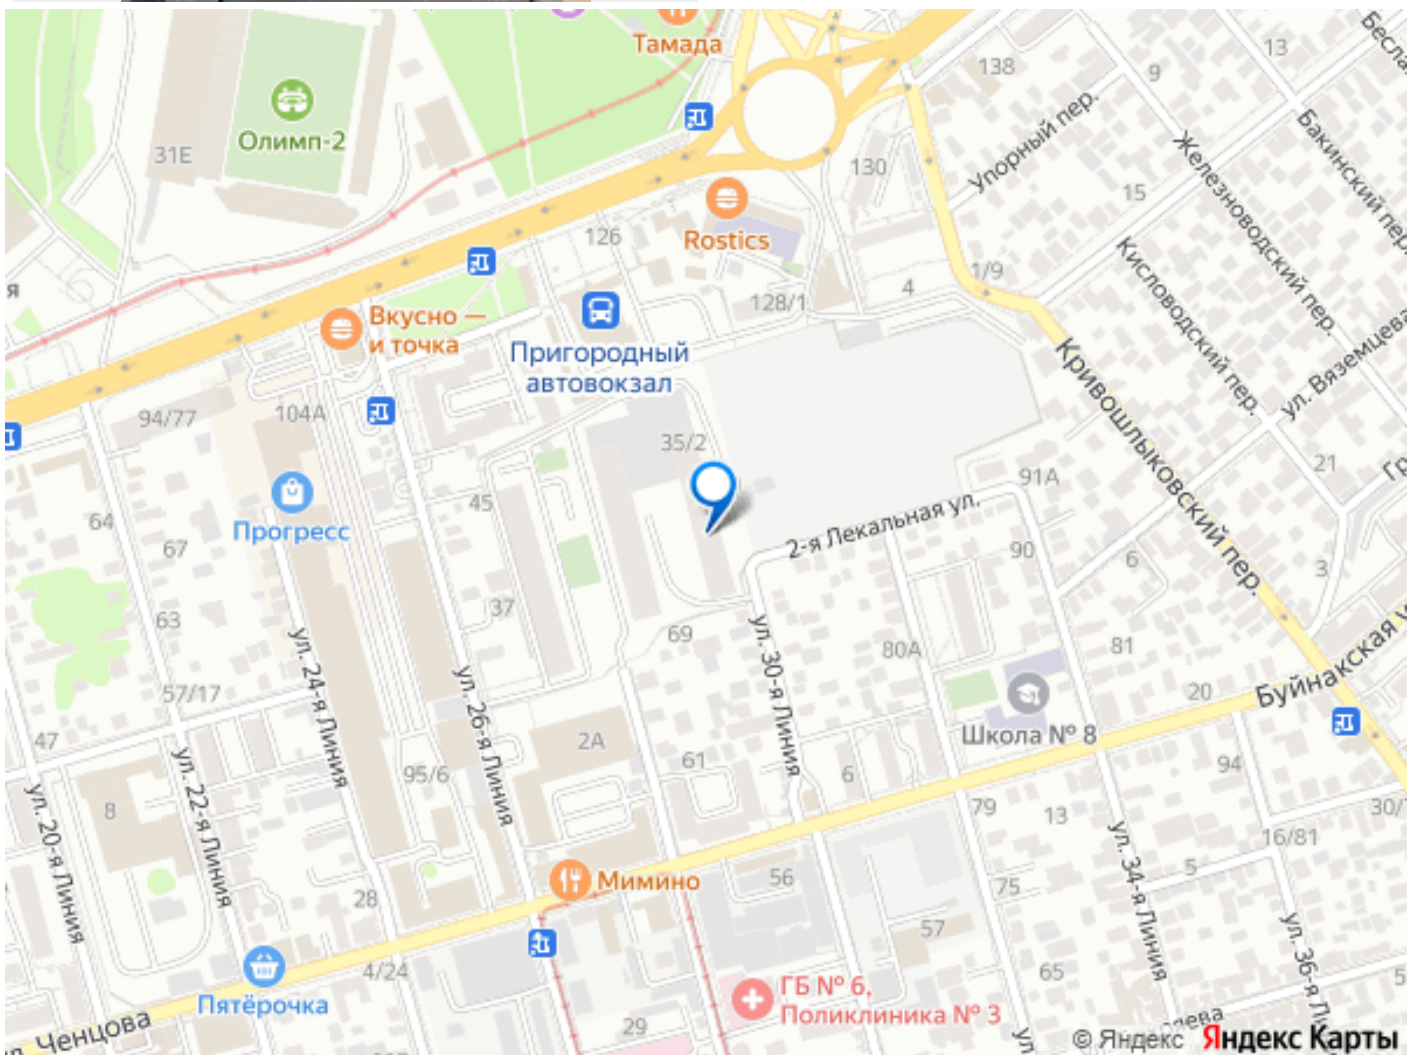 Тамада
138
13
9
Упорный пер.
Железноводский пер.
Бакинский пер.
Олимп-2
31Е
130
15
Rostics
126
Кисловодский пер.
1/9
4
128/1
я
Вкусно —
и точка
Пригородный
автовокзал
ул. Вяземцева
Кривошлыковский пер.
94/77
104А
35/2
21
91А
45
Прогресс
64
67
2-я Лекальная ул.
90
6
3
37
63
69
80А
81
ул. 30-я Линия
ул. 24-я Линия
ул. 26-я Линия
57/17
Школа № 8
20
Буйнакская
47
2А
61
6
95/6
94
8
ул. 22-я Линия
ул. 20-я Линия
79
13
30/
16/81
5
ул. 34-я Линия
Мимино
56
75
28
57
ул. 36-я Ли
Пятёрочка
4/24
65
5
ГБ № 6,
Поликлиника № 3
29
Ченцова
ул
© Яндекс Яндекс Карты